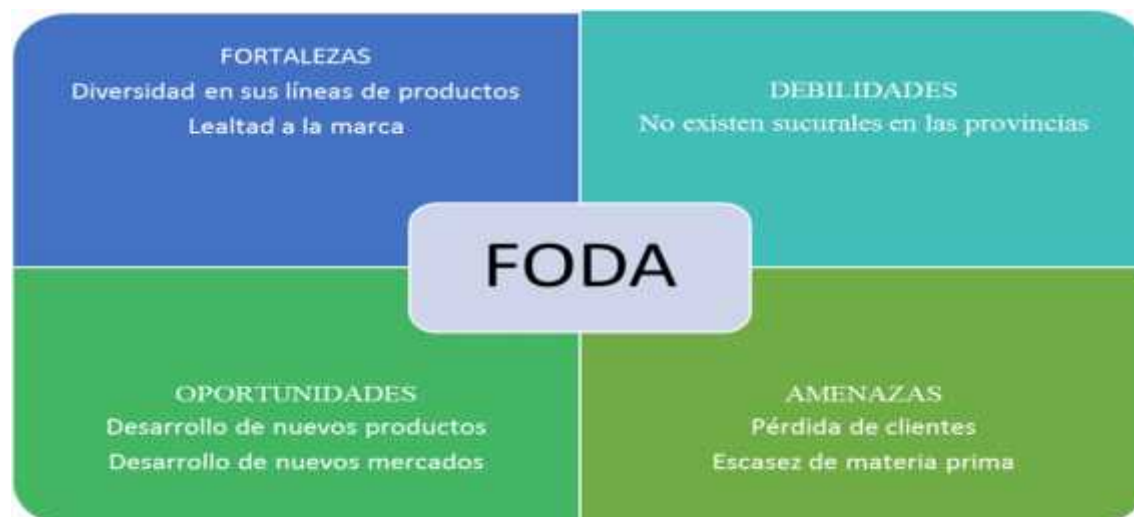 FORTALEZAS
Diversidad en sus líneas de productos
Lealtad a la marca
DEBILIDADES
No existen sucurales en las provincias
FODA
OPORTUNIDADES
Desarrollo de nuevos productos
Desarrollo de nuevos mercados
AMENAZAS
Pérdida de clientes
Escasez de materia prima